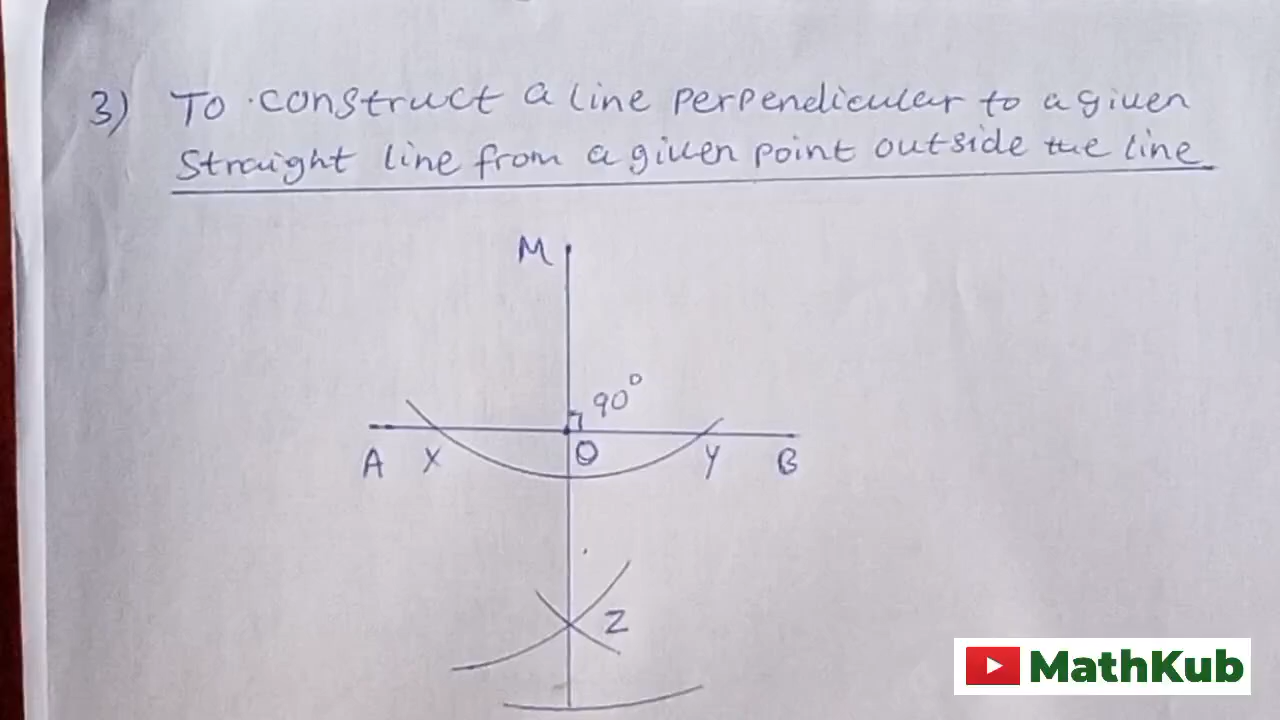 3) To construct a line perpendicular to a given
straight line from a given point outside the line
M
90°
A X O Y B
Z
MathKub